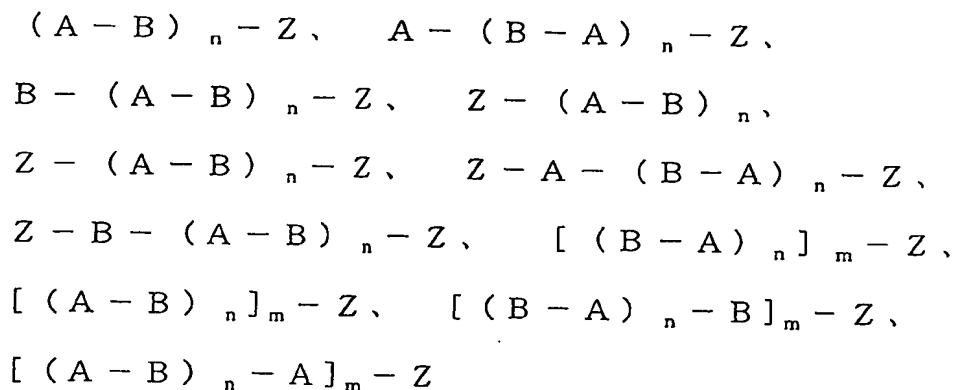 (A-B)n-Z、 A-(B-A)n-Z、
B-(A-B)n-Z、 Z-(A-B)n、
Z-(A-B)n-Z、 Z-A-(B-A)n-Z、
Z-B-(A-B)n-Z、 [(B-A)n]m-Z、
[(A-B)n]m-Z、 [(B-A)n-B]m-Z、
[(A-B)n-A]m-Z